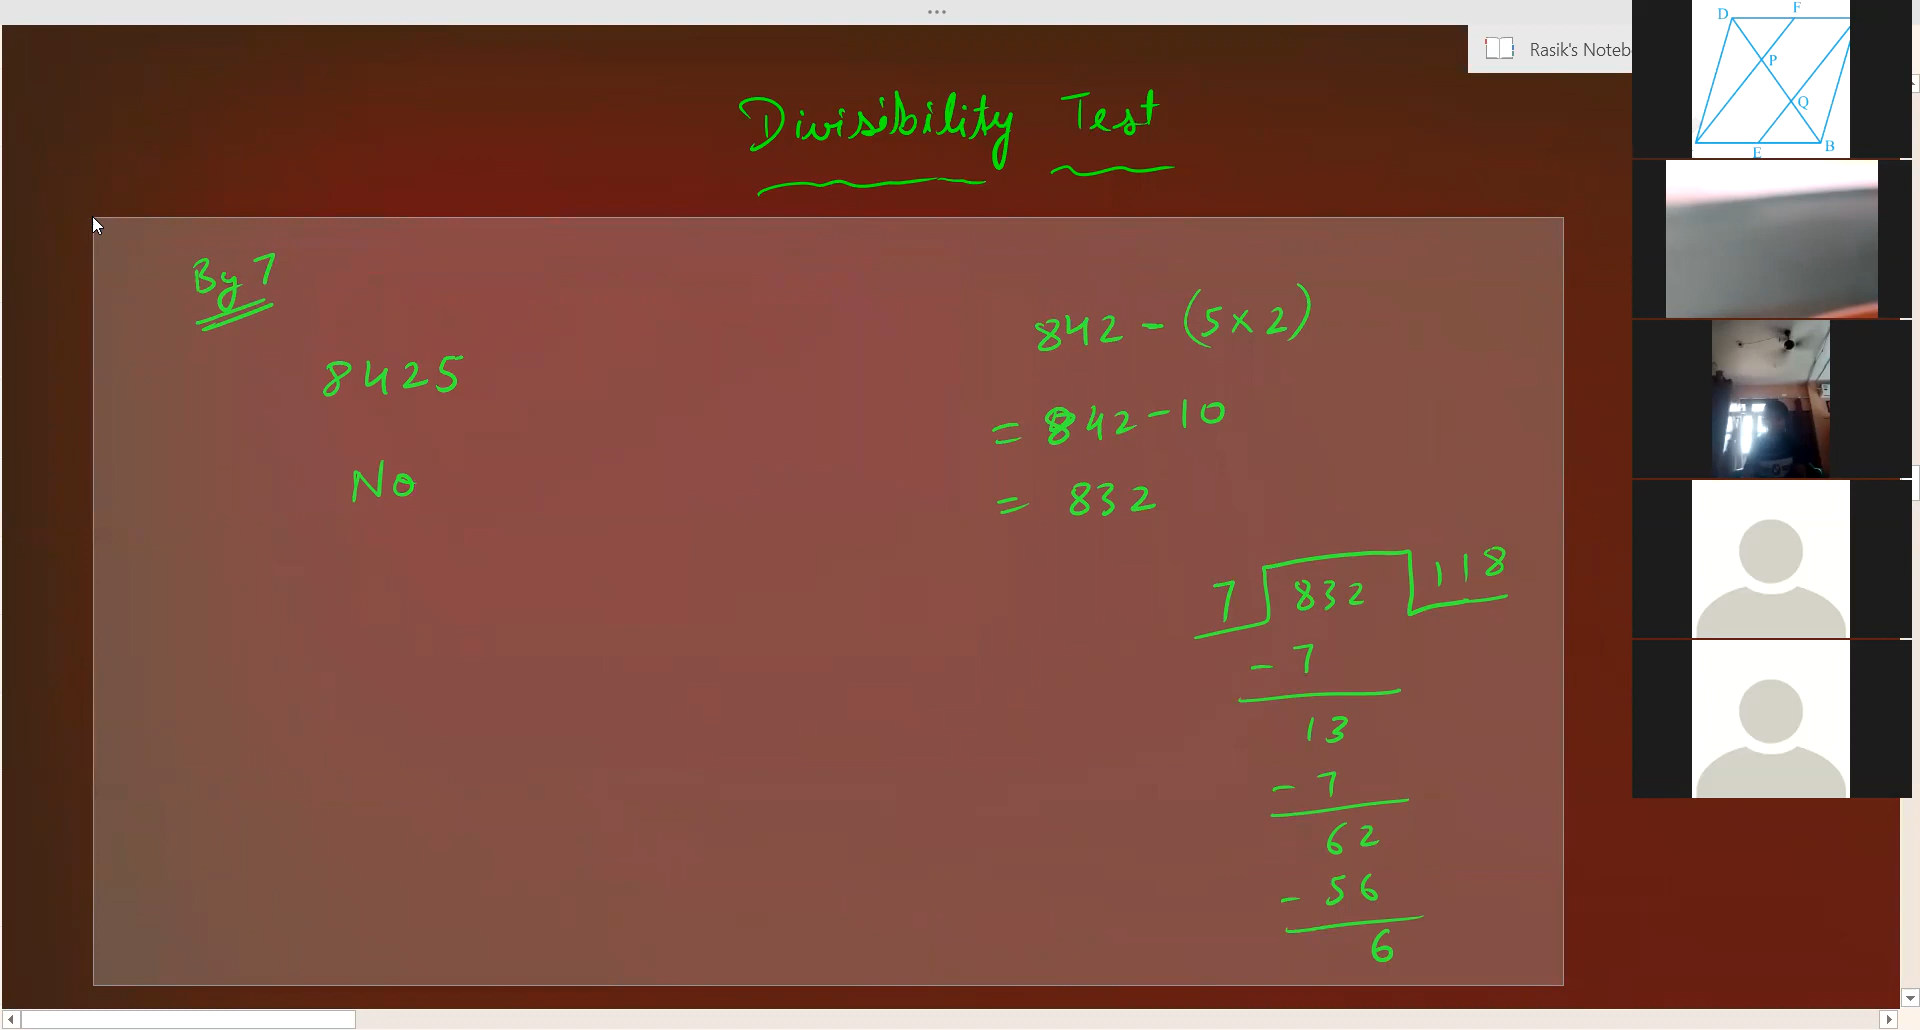 Rasik's Noteb
Divisibility Test
By 7
8425
No
842 - (5 × 2)
= 842 - 10
= 832
7 832 118
- 7
13
- 7
62
- 56
6
D F
P
Q
E B